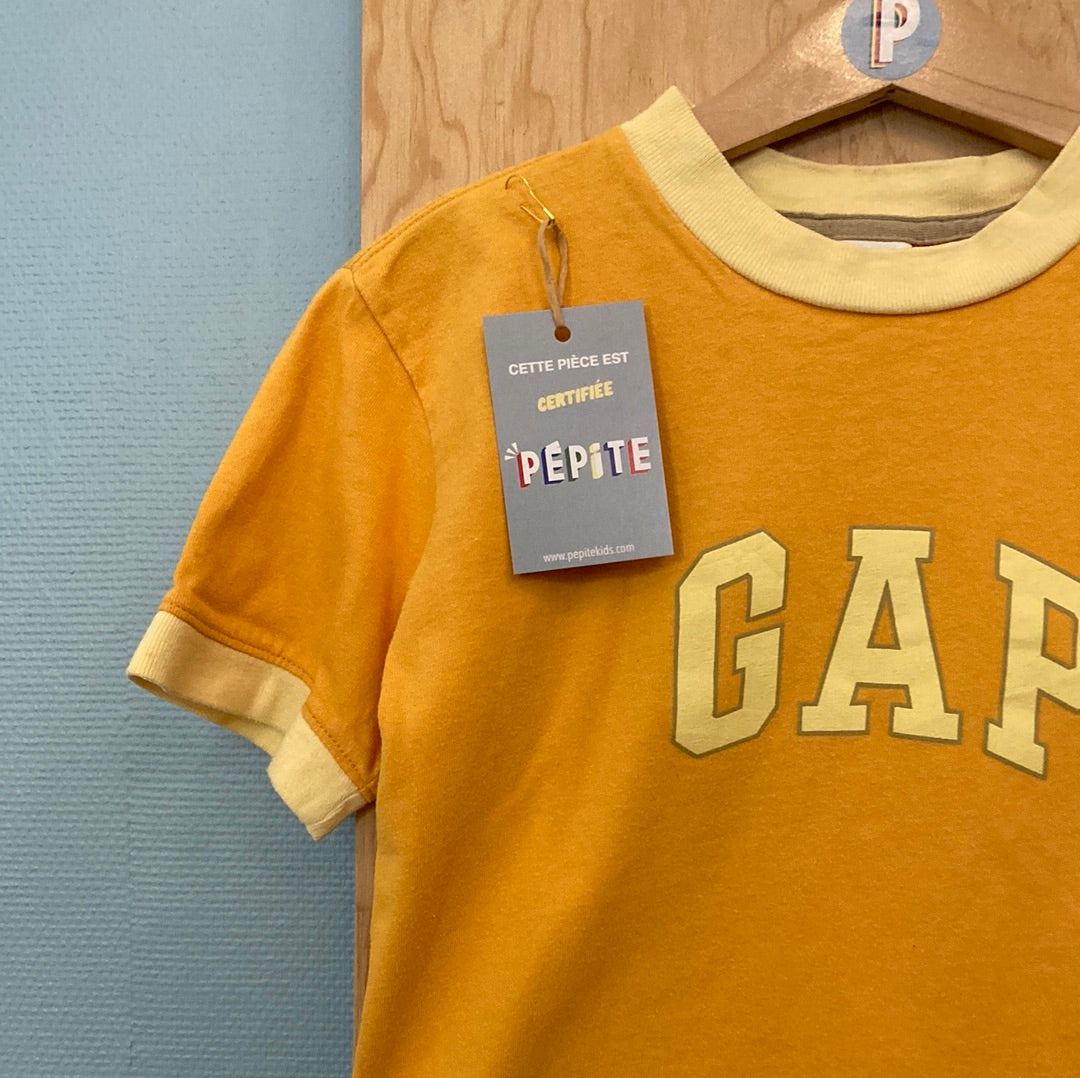 P
CETTE PIÈCE EST
CERTIFIÉE
PÉPITE
www.pepitekids.com
GAP